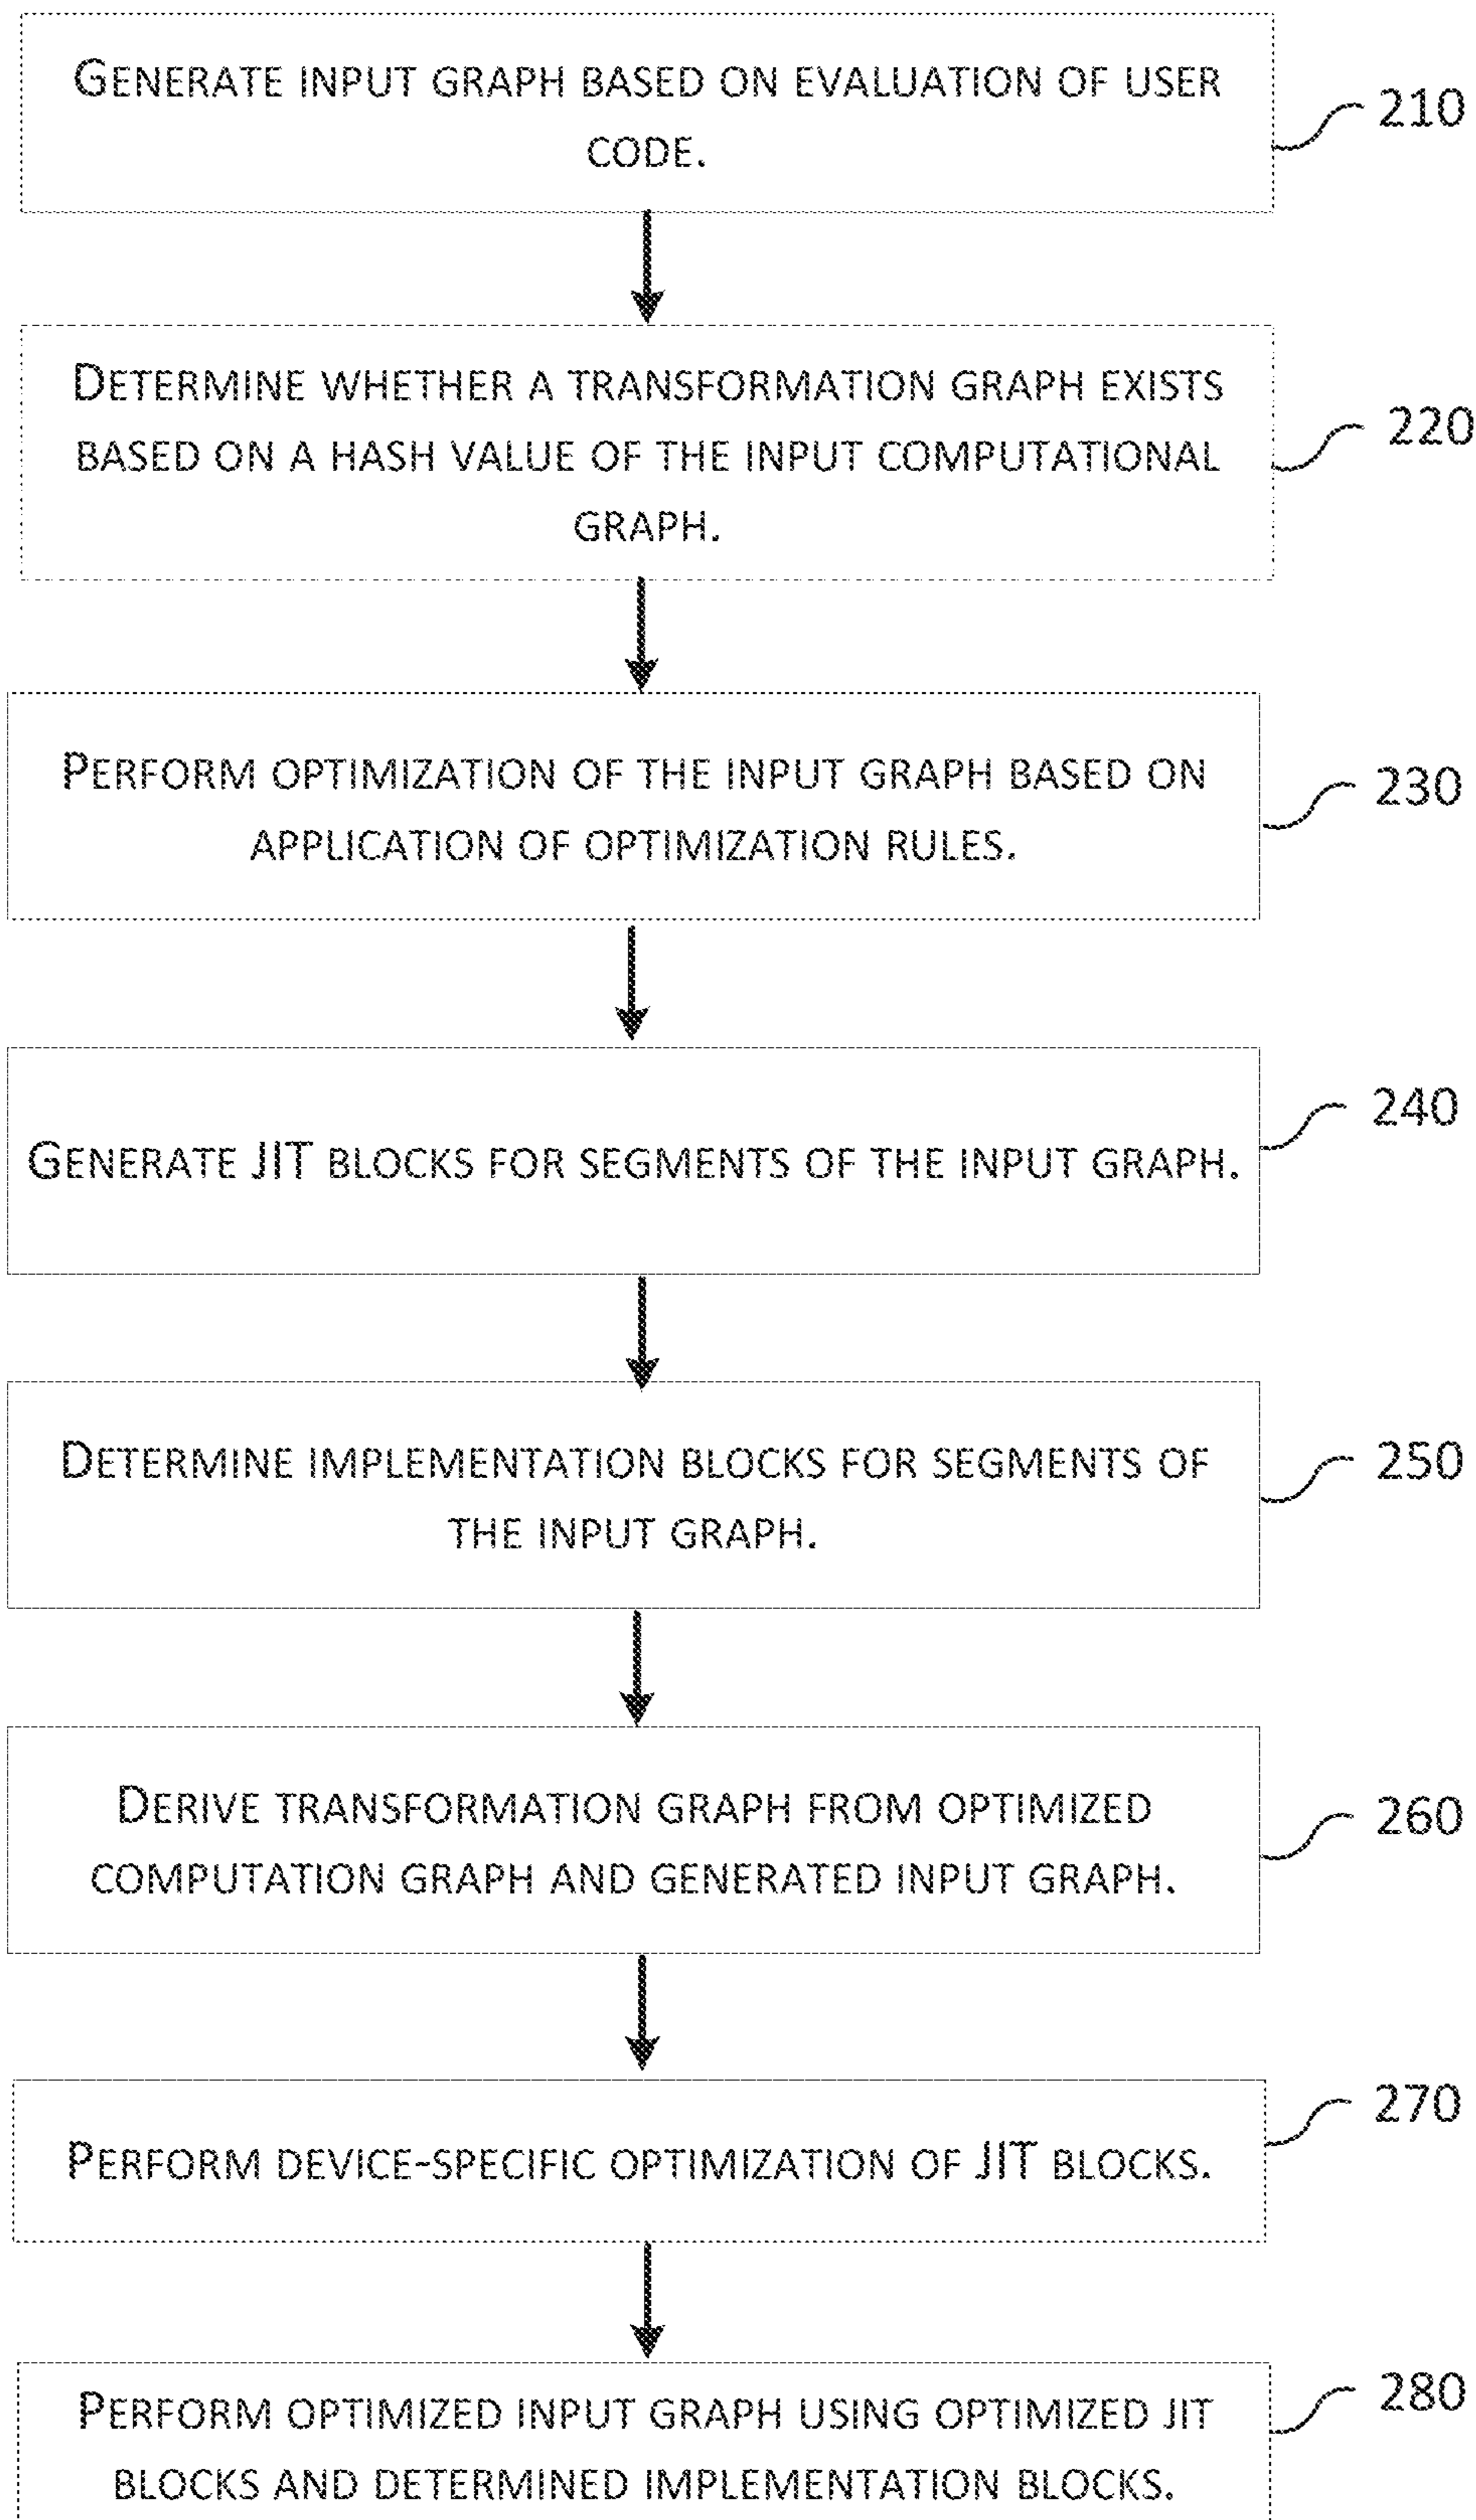 GENERATE INPUT GRAPH BASED ON EVALUATION OF USER
CODE.
210
DETERMINE WHETHER A TRANSFORMATION GRAPH EXISTS
BASED ON A HASH VALUE OF THE INPUT COMPUTATIONAL
GRAPH.
220
PERFORM OPTIMIZATION OF THE INPUT GRAPH BASED ON
APPLICATION OF OPTIMIZATION RULES.
230
GENERATE JIT BLOCKS FOR SEGMENTS OF THE INPUT GRAPH.
240
DETERMINE IMPLEMENTATION BLOCKS FOR SEGMENTS OF
THE INPUT GRAPH.
250
DERIVE TRANSFORMATION GRAPH FROM OPTIMIZED
COMPUTATION GRAPH AND GENERATED INPUT GRAPH.
260
PERFORM DEVICE-SPECIFIC OPTIMIZATION OF JIT BLOCKS.
270
PERFORM OPTIMIZED INPUT GRAPH USING OPTIMIZED JIT
BLOCKS AND DETERMINED IMPLEMENTATION BLOCKS.
280